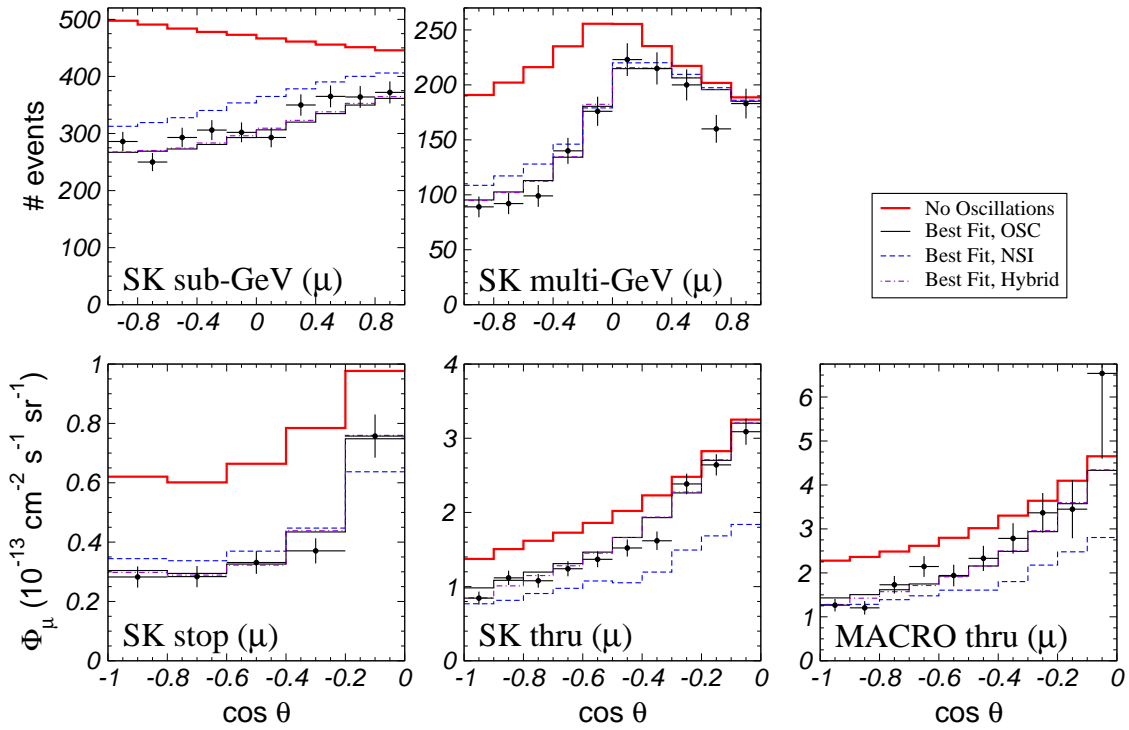 # events
500
400
300
200
100
0
SK sub-GeV (μ)
-0.8 -0.4 0 0.4 0.8
250
200
150
100
50
0
SK multi-GeV (μ)
-0.8 -0.4 0 0.4 0.8
No Oscillations
Best Fit, OSC
Best Fit, NSI
Best Fit, Hybrid
Φμ (10⁻¹³ cm⁻² s⁻¹ sr⁻¹)
1
0.8
0.6
0.4
0.2
0
SK stop (μ)
-1 -0.8 -0.6 -0.4 -0.2 0
cos θ
4
3
2
1
0
SK thru (μ)
-1 -0.8 -0.6 -0.4 -0.2 0
cos θ
6
5
4
3
2
1
0
MACRO thru (μ)
-1 -0.8 -0.6 -0.4 -0.2 0
cos θ